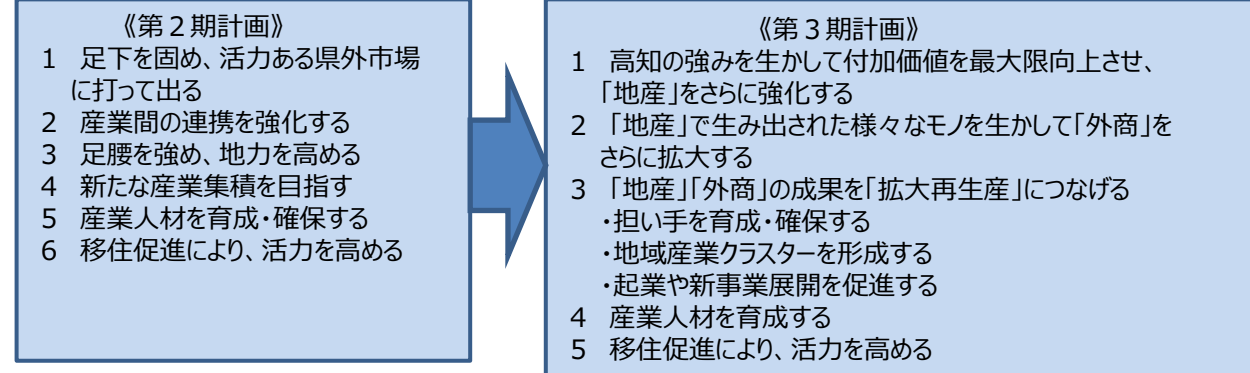 《第２期計画》
1　足下を固め、活力ある県外市場
に打って出る
2　産業間の連携を強化する
3　足腰を強め、地力を高める
4　新たな産業集積を目指す
5　産業人材を育成・確保する
6　移住促進により、活力を高める
《第３期計画》
1　高知の強みを生かして付加価値を最大限向上させ、
「地産」をさらに強化する
2　「地産」で生み出された様々なモノを生かして「外商」を
さらに拡大する
3　「地産」「外商」の成果を「拡大再生産」につなげる
・担い手を育成・確保する
・地域産業クラスターを形成する
・起業や新事業展開を促進する
4　産業人材を育成する
5　移住促進により、活力を高める